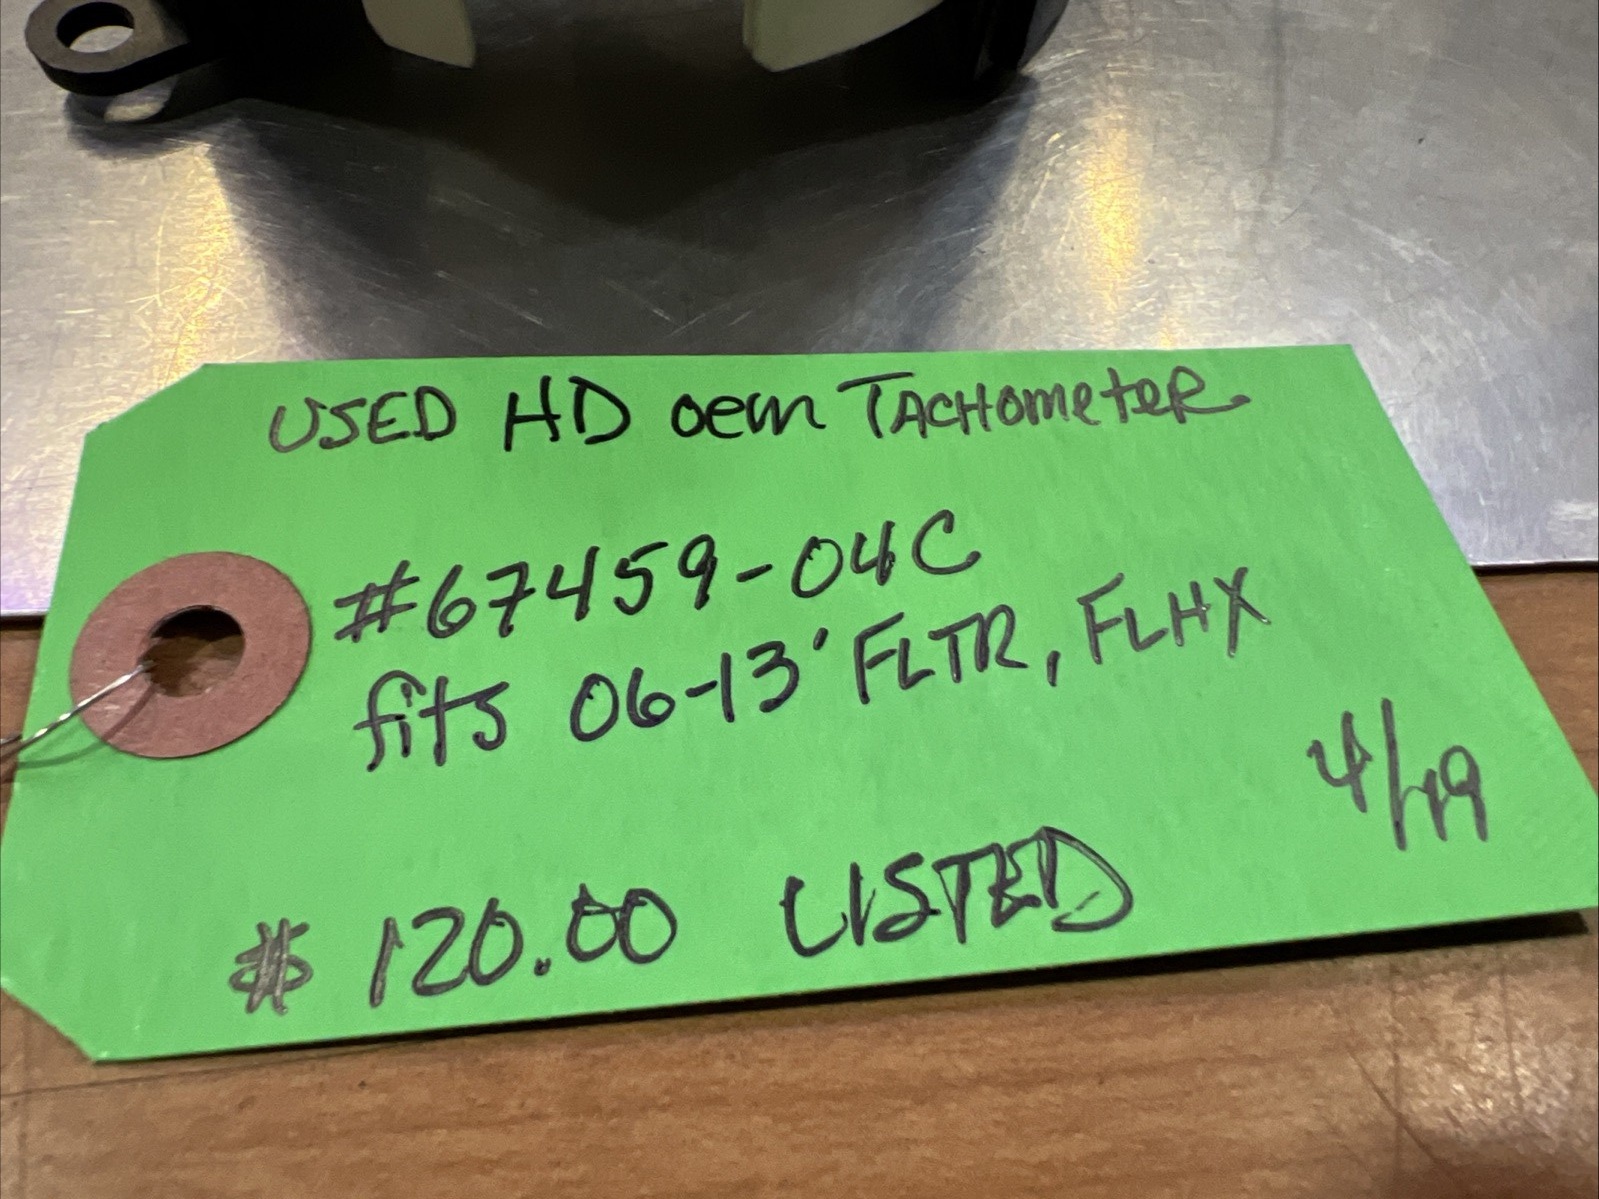 USED HD oem TACHOmeteR
#67459-04C
fits 06-13' FLTR, FLHX
4/19
$ 120.00 LISTED